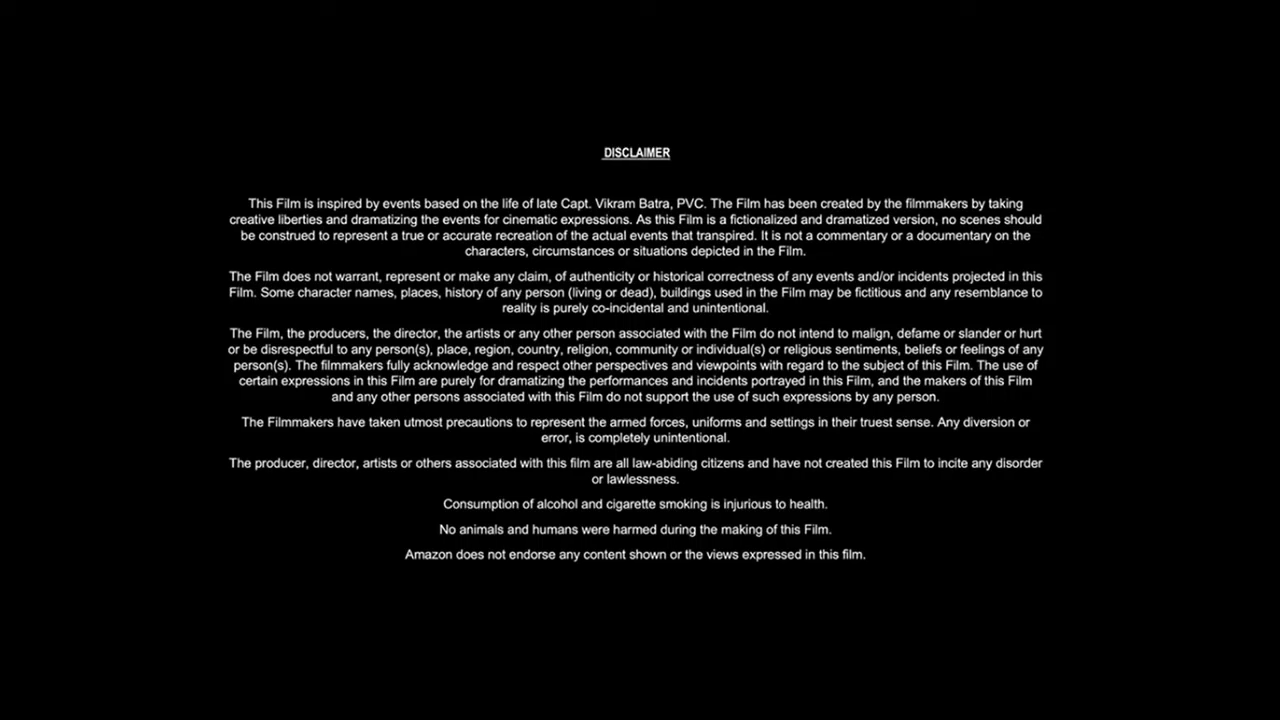 DISCLAIMER
This Film is inspired by events based on the life of late Capt. Vikram Batra, PVC. The Film has been created by the filmmakers by taking
creative liberties and dramatizing the events for cinematic expressions. As this Film is a fictionalized and dramatized version, no scenes should
be construed to represent a true or accurate recreation of the actual events that transpired. It is not a commentary or a documentary on the
characters, circumstances or situations depicted in the Film.
The Film does not warrant, represent or make any claim, of authenticity or historical correctness of any events and/or incidents projected in this
Film. Some character names, places, history of any person (living or dead), buildings used in the Film may be fictitious and any resemblance to
reality is purely co-incidental and unintentional.
The Film, the producers, the director, the artists or any other person associated with the Film do not intend to malign, defame or slander or hurt
or be disrespectful to any person(s), place, region, country, religion, community or individual(s) or religious sentiments, beliefs or feelings of any
person(s). The filmmakers fully acknowledge and respect other perspectives and viewpoints with regard to the subject of this Film. The use of
certain expressions in this Film are purely for dramatizing the performances and incidents portrayed in this Film, and the makers of this Film
and any other persons associated with this Film do not support the use of such expressions by any person.
The Filmmakers have taken utmost precautions to represent the armed forces, uniforms and settings in their truest sense. Any diversion or
error, is completely unintentional.
The producer, director, artists or others associated with this film are all law-abiding citizens and have not created this Film to incite any disorder
or lawlessness.
Consumption of alcohol and cigarette smoking is injurious to health.
No animals and humans were harmed during the making of this Film.
Amazon does not endorse any content shown or the views expressed in this film.